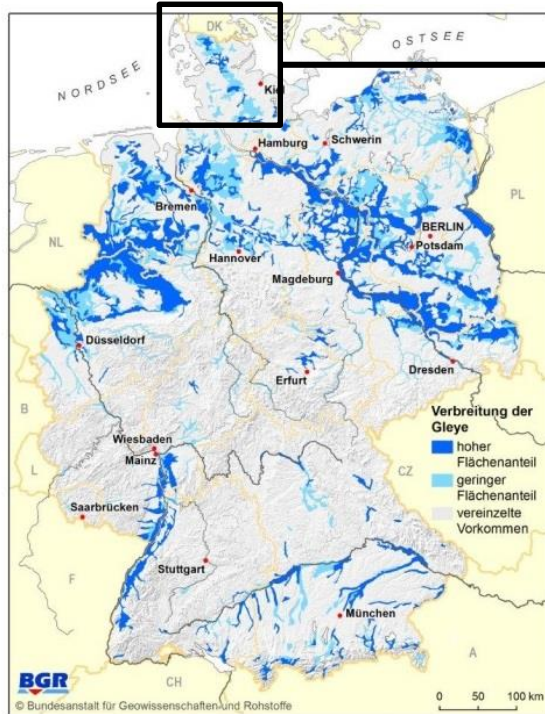 DK
OSTSEE
NORDSEE
Kiel
Hamburg
Schwerin
Bremen
PL
BERLIN
Potsdam
NL
Hannover
Magdeburg
Düsseldorf
Erfurt
Dresden
B
Verbreitung der
Gleye
hoher
Flächenanteil
geringer
Flächenanteil
vereinzelte
Vorkommen
Wiesbaden
Mainz
L
CZ
Saarbrücken
F
Stuttgart
München
A
CH
BGR
© Bundesanstalt für Geowissenschaften und Rohstoffe
0 50 100 km